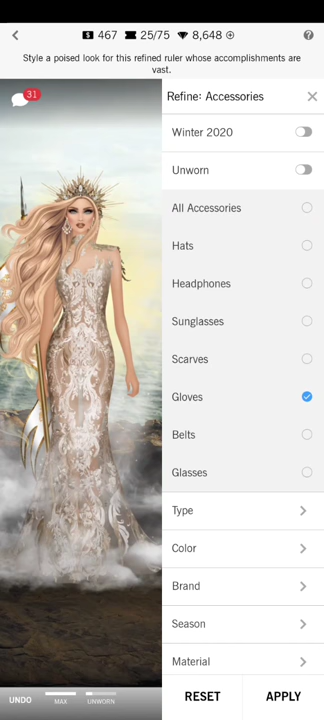 467 25/75 8,648
Style a poised look for this refined ruler whose accomplishments are
vast.
31
Refine: Accessories
Winter 2020
Unworn
All Accessories
Hats
Headphones
Sunglasses
Scarves
Gloves
Belts
Glasses
Type
Color
Brand
Season
Material
UNDO
MAX
UNWORN
RESET
APPLY